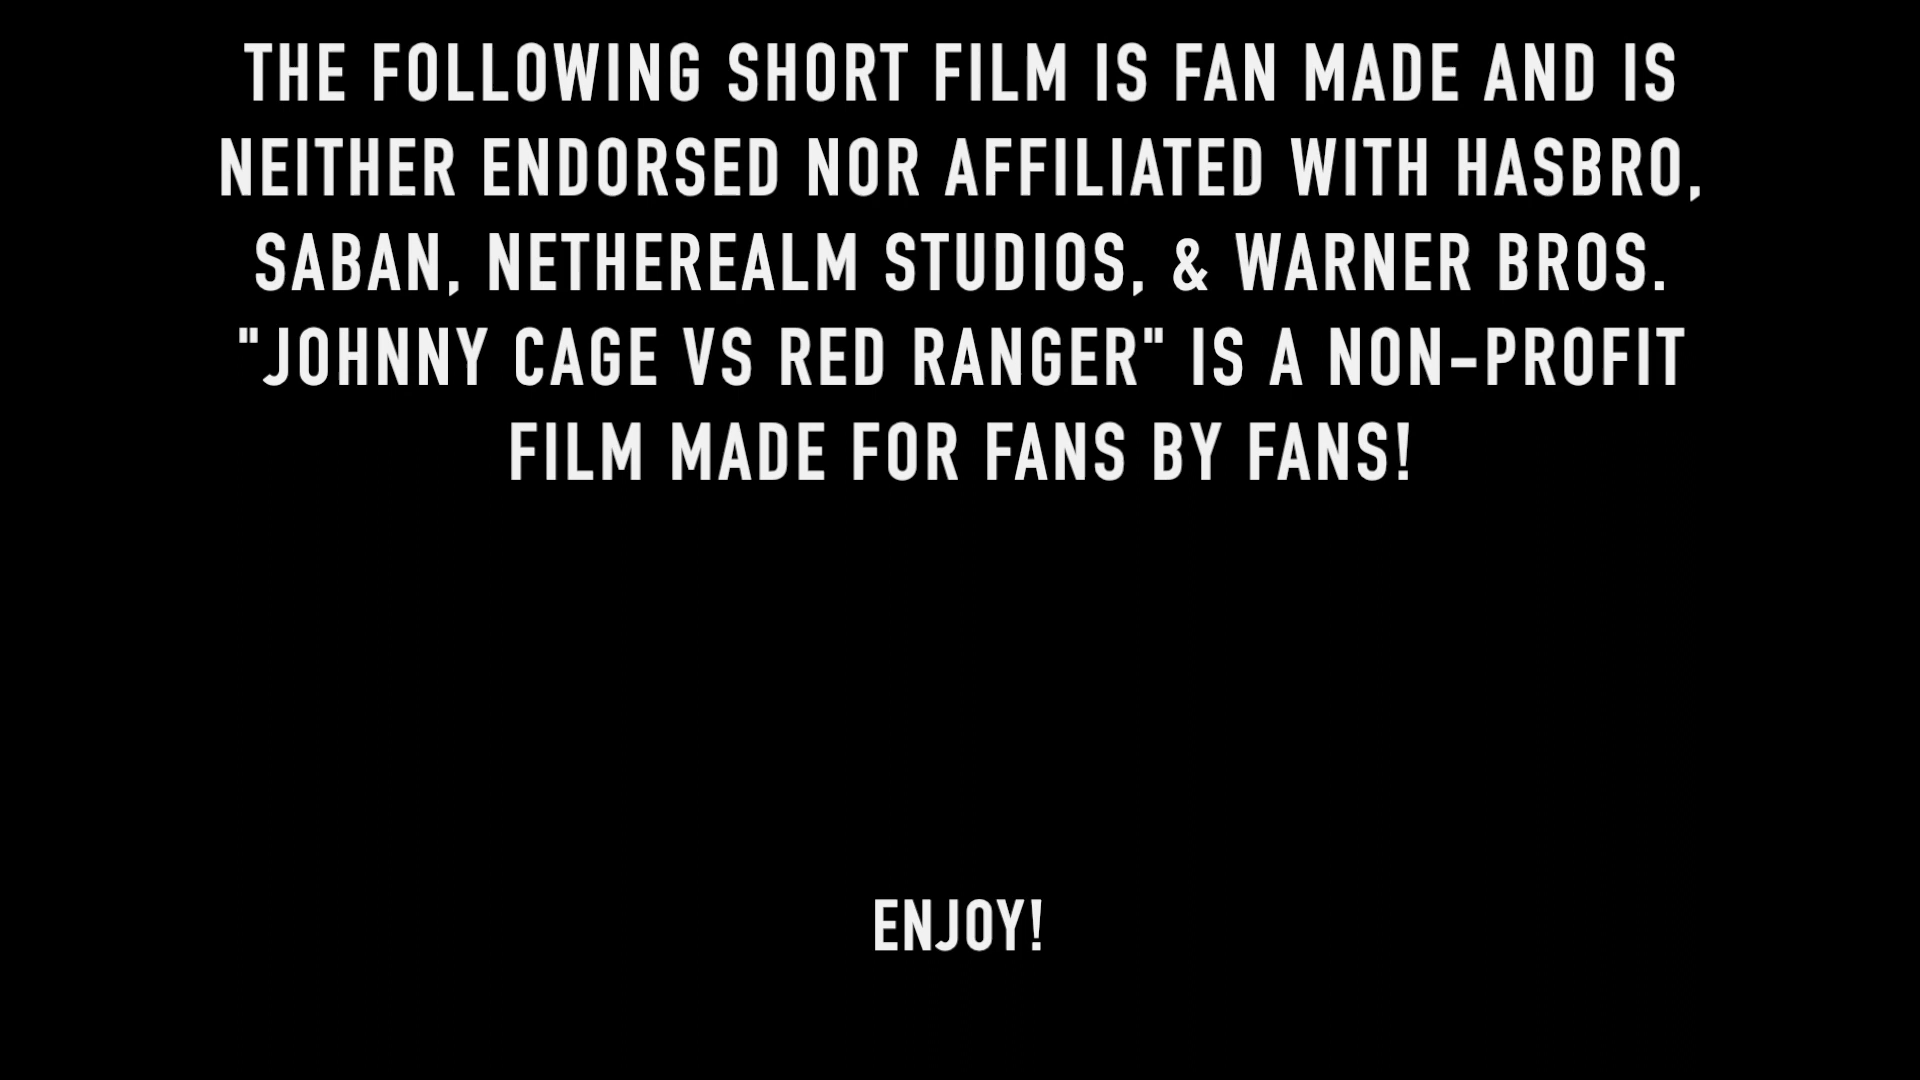 THE FOLLOWING SHORT FILM IS FAN MADE AND IS
NEITHER ENDORSED NOR AFFILIATED WITH HASBRO,
SABAN, NETHEREALM STUDIOS, & WARNER BROS.
"JOHNNY CAGE VS RED RANGER" IS A NON-PROFIT
FILM MADE FOR FANS BY FANS!
ENJOY!